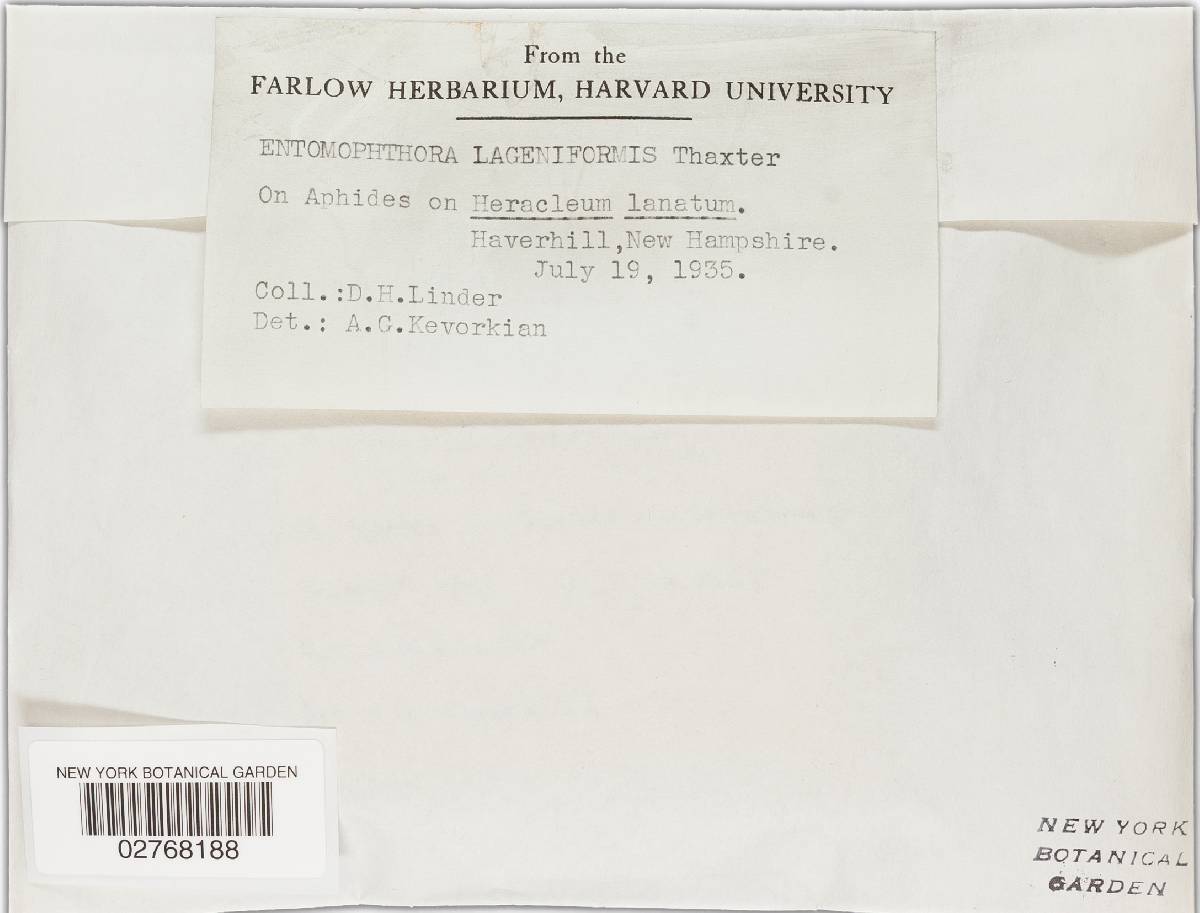 From the
FARLOW HERBARIUM, HARVARD UNIVERSITY
ENTOMOPHTHORA LAGENIFORMIS Thaxter
On Aphides on Heracleum lanatum.
Haverhill,New Hampshire.
July 19, 1935.
Coll.:D.H.Linder
Det.: A.G.Kevorkian
NEW YORK BOTANICAL GARDEN
02768188
NEW YORK
BOTANICAL
GARDEN